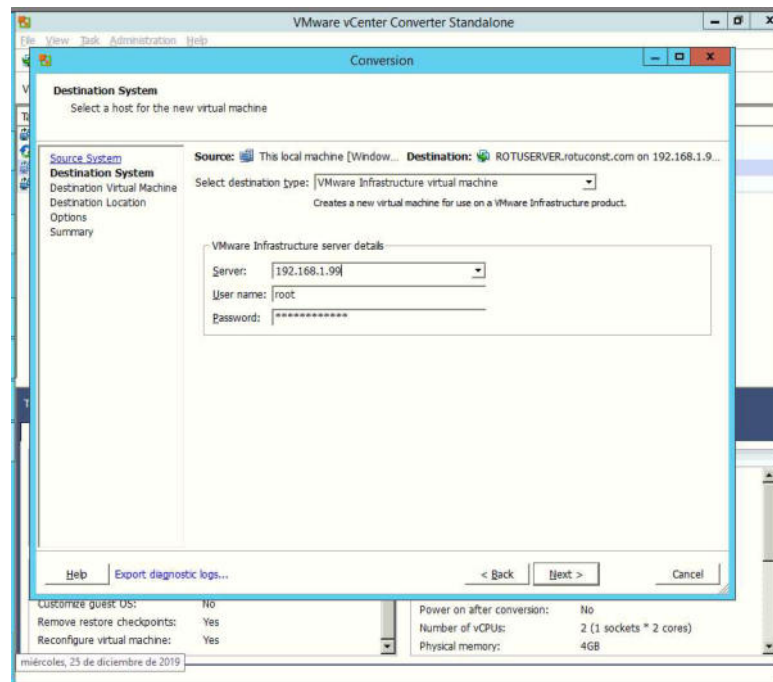 VMware vCenter Converter Standalone
File View Task Administration Help
Conversion
Destination System
Select a host for the new virtual machine
Source System
Destination System
Destination Virtual Machine
Destination Location
Options
Summary
Source: This local machine [Window... Destination: ROTUSERVER.rotuconst.com on 192.168.1.9...
Select destination type: VMware Infrastructure virtual machine
Creates a new virtual machine for use on a VMware Infrastructure product.
VMware Infrastructure server details
Server: 192.168.1.99
User name: root
Password: ************
Help Export diagnostic logs... < Back Next > Cancel
Customize guest OS: No
Remove restore checkpoints: Yes
Reconfigure virtual machine: Yes
Power on after conversion: No
Number of vCPUs: 2 (1 sockets * 2 cores)
Physical memory: 4GB
miércoles, 25 de diciembre de 2019